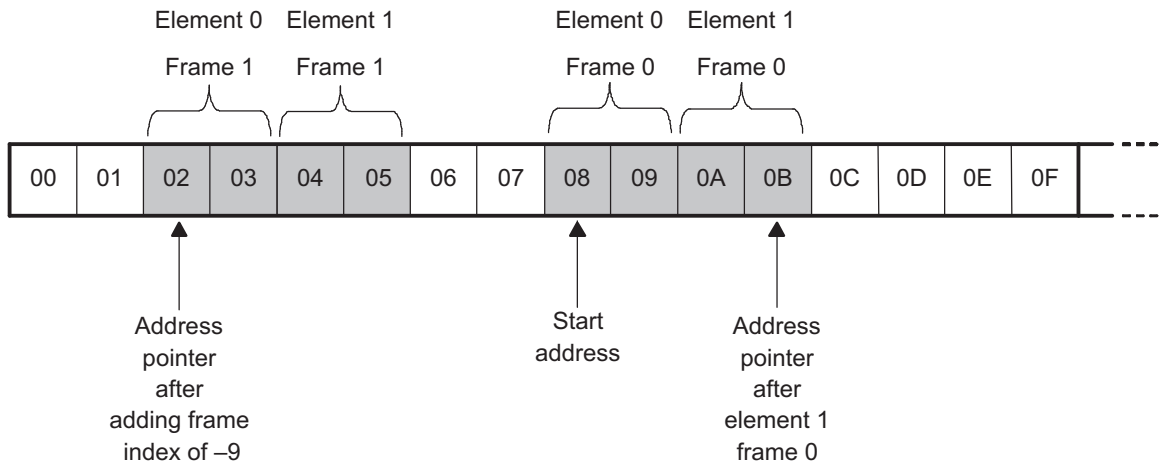 Element 0 Element 1 Element 0 Element 1
Frame 1 Frame 1 Frame 0 Frame 0
00 01 02 03 04 05 06 07 08 09 0A 0B 0C 0D 0E 0F
Address
pointer
after
adding frame
index of –9
Start
address
Address
pointer
after
element 1
frame 0